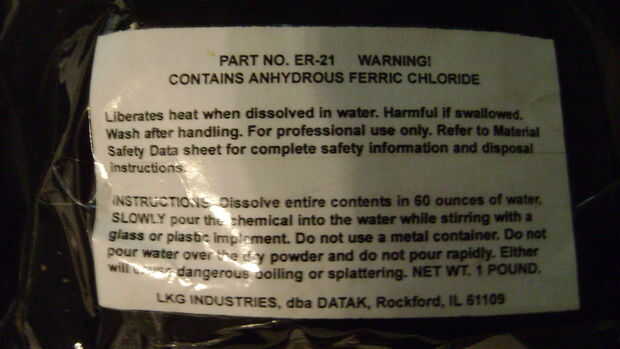 PART NO. ER-21 WARNING!
CONTAINS ANHYDROUS FERRIC CHLORIDE
Liberates heat when dissolved in water. Harmful if swallowed.
Wash after handling. For professional use only. Refer to Material
Safety Data sheet for complete safety information and disposal
instructions.
INSTRUCTIONS: Dissolve entire contents in 60 ounces of water,
SLOWLY pour the chemical into the water while stirring with a
glass or plastic implement. Do not use a metal container. Do not
pour water over the dry powder and do not pour rapidly. Either
will cause dangerous boiling or splattering. NET WT. 1 POUND.
LKG INDUSTRIES, dba DATAK, Rockford, IL 61109